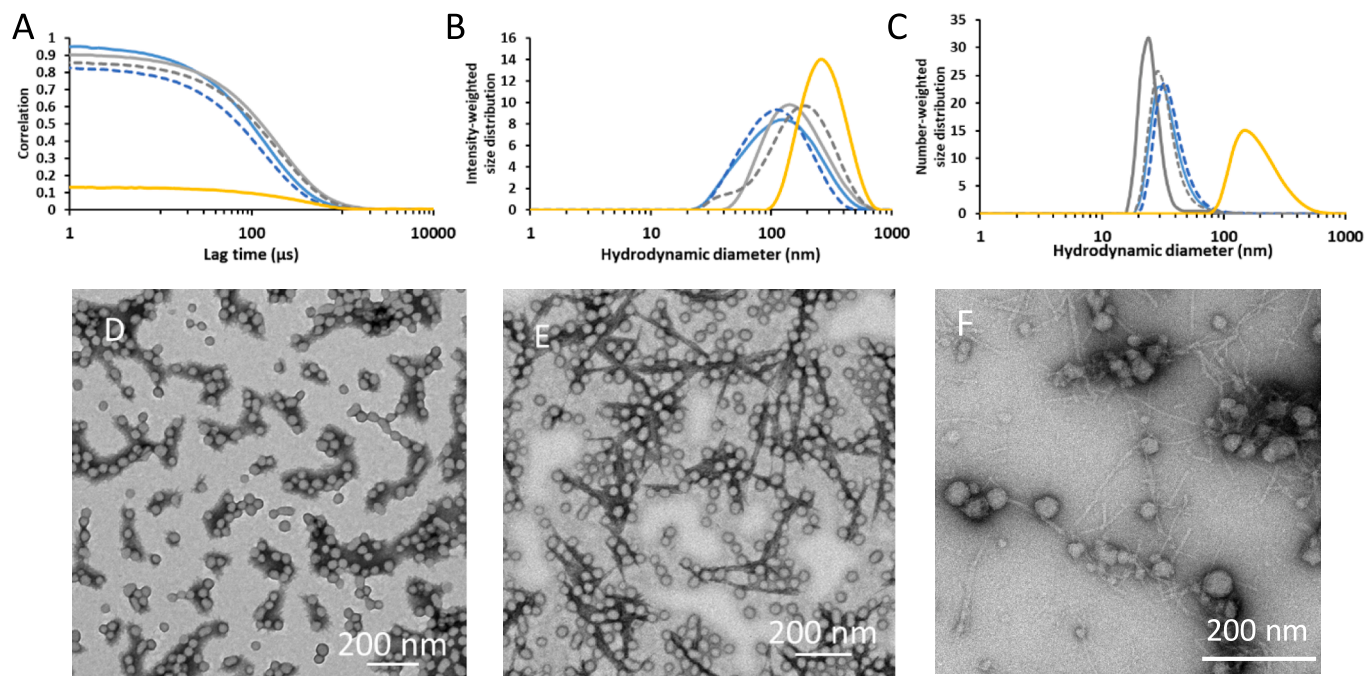 A
1
0.9
0.8
0.7
0.6
0.5
0.4
0.3
0.2
0.1
0
Correlation
1
100
10000
Lag time (µs)
B
16
14
12
10
8
6
4
2
0
Intensity-weighted
size distribution
1
10
100
1000
Hydrodynamic diameter (nm)
C
35
30
25
20
15
10
5
0
Number-weighted
size distribution
1
10
100
1000
Hydrodynamic diameter (nm)
D
200 nm
E
200 nm
F
200 nm